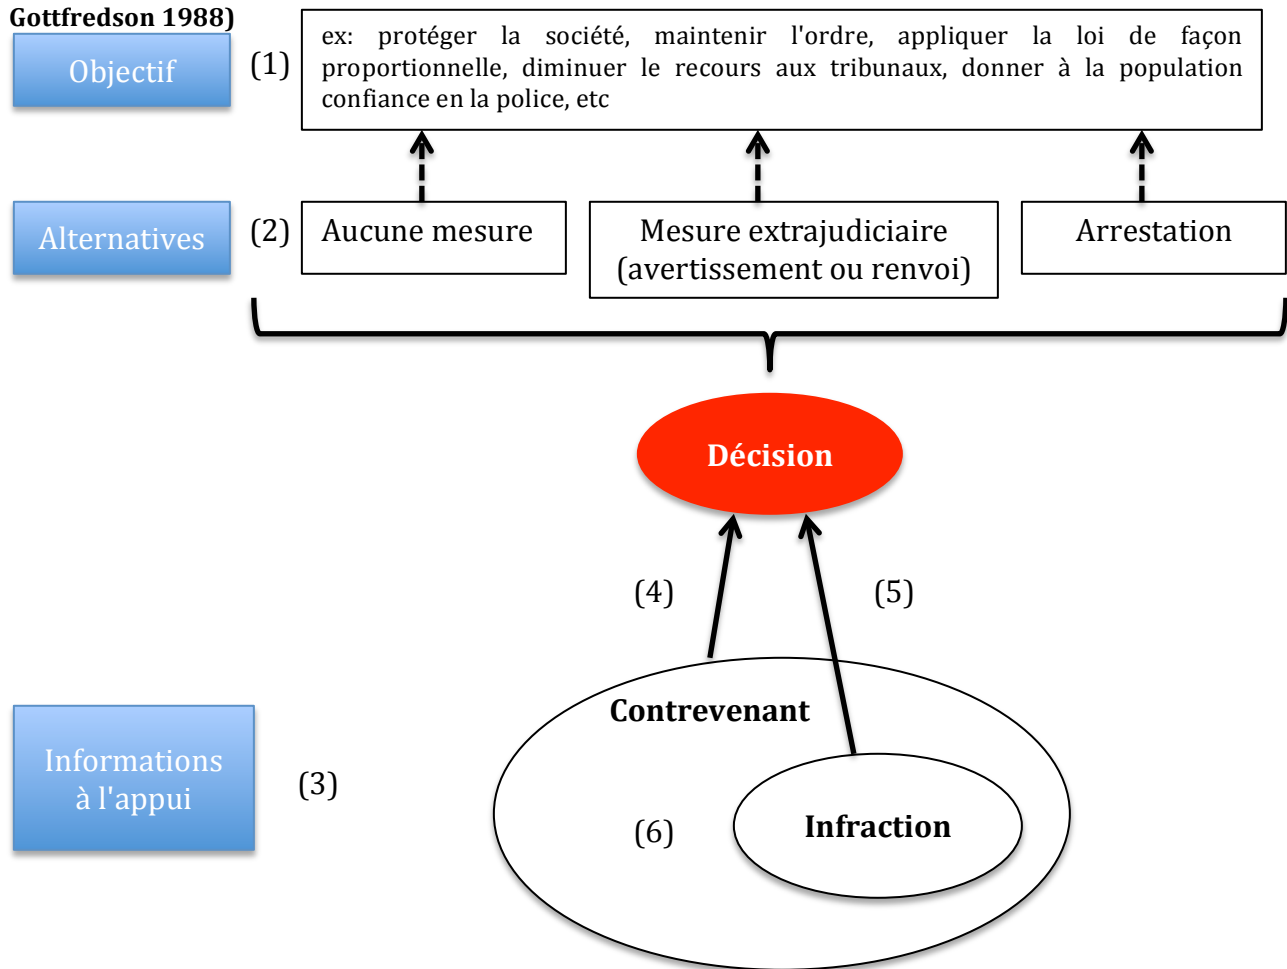 Gottfredson 1988)
Objectif
(1)
ex: protéger la société, maintenir l'ordre, appliquer la loi de façon
proportionnelle, diminuer le recours aux tribunaux, donner à la population
confiance en la police, etc
Alternatives
(2)
Aucune mesure
Mesure extrajudiciaire
(avertissement ou renvoi)
Arrestation
Décision
(4)
(5)
Contrevenant
Informations
à l'appui
(3)
(6)
Infraction